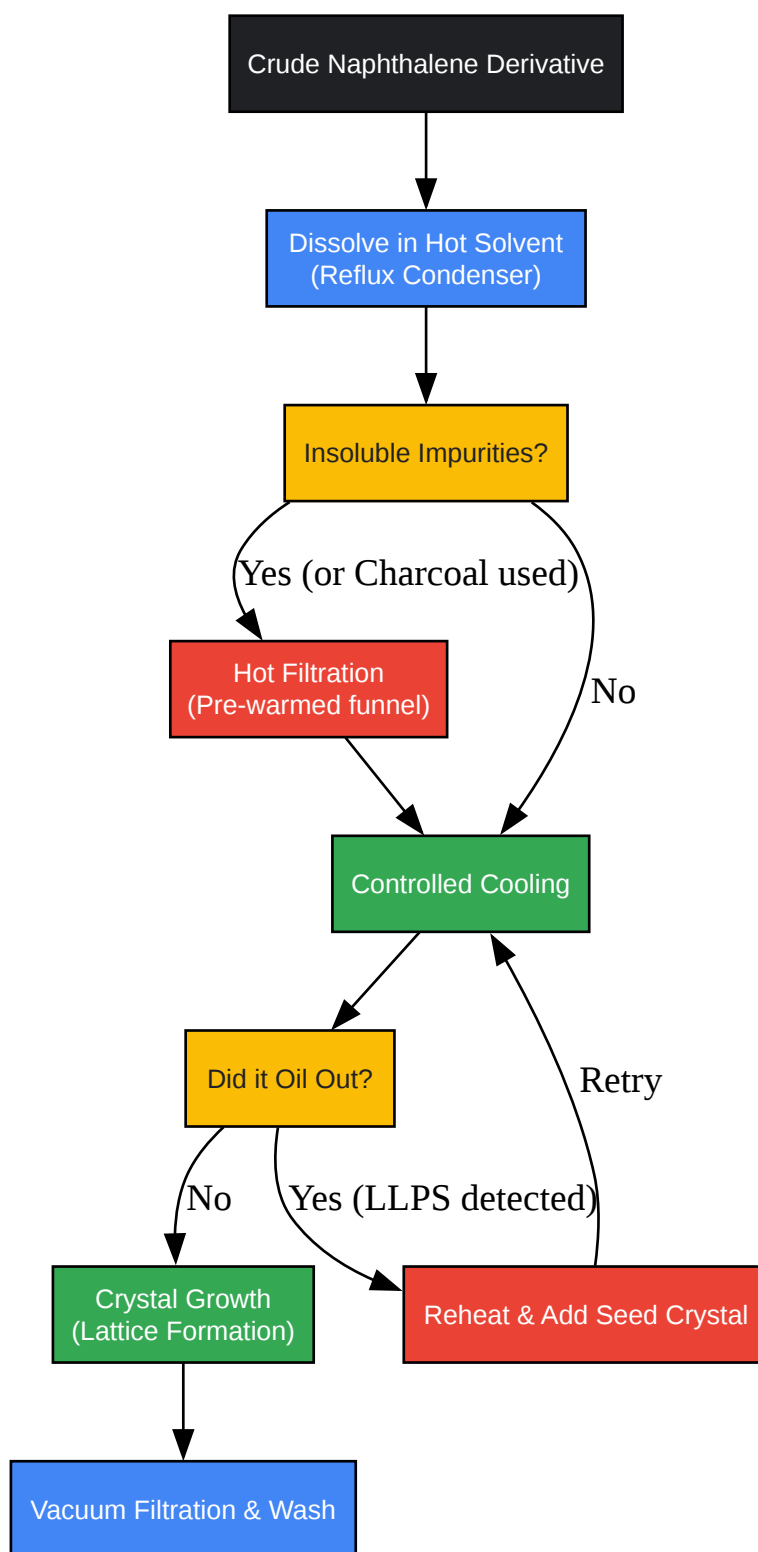 Crude Naphthalene Derivative
Dissolve in Hot Solvent
(Reflux Condenser)
Insoluble Impurities?
Yes (or Charcoal used)
Hot Filtration
(Pre-warmed funnel)
No
Controlled Cooling
Did it Oil Out?
Retry
No
Yes (LLPS detected)
Crystal Growth
(Lattice Formation)
Reheat & Add Seed Crystal
Vacuum Filtration & Wash